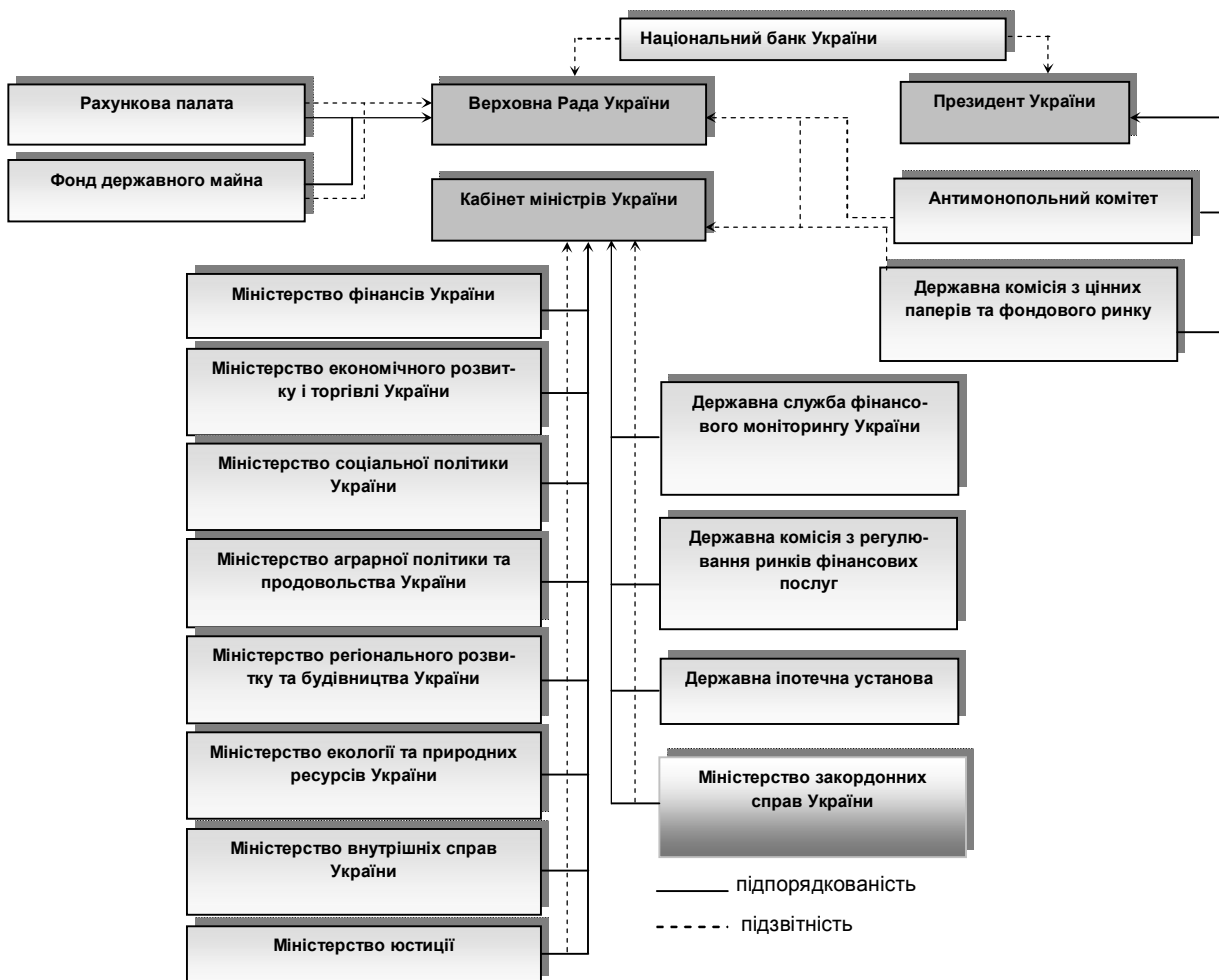 Національний банк України
Рахункова палата
Верховна Рада України
Президент України
Фонд державного майна
Кабінет міністрів України
Антимонопольний комітет
Міністерство фінансів України
Державна комісія з цінних
паперів та фондового ринку
Міністерство економічного розвит-
ку і торгівлі України
Державна служба фінансо-
вого моніторингу України
Міністерство соціальної політики
України
Державна комісія з регулю-
вання ринків фінансових
послуг
Міністерство аграрної політики та
продовольства України
Міністерство регіонального розви-
тку та будівництва України
Державна іпотечна установа
Міністерство екології та природних
ресурсів України
Міністерство закордонних
справ України
Міністерство внутрішніх справ
України
підпорядкованість
підзвітність
Міністерство юстиції